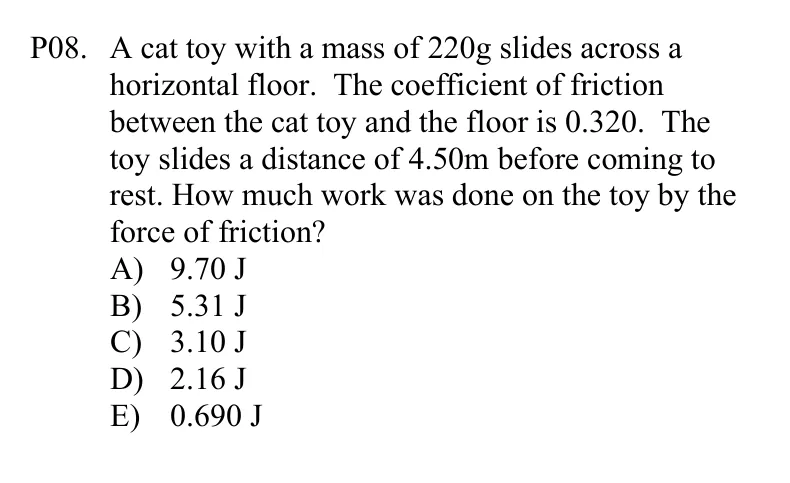 P08. A cat toy with a mass of 220g slides across a
horizontal floor. The coefficient of friction
between the cat toy and the floor is 0.320. The
toy slides a distance of 4.50m before coming to
rest. How much work was done on the toy by the
force of friction?
A) 9.70 J
B) 5.31 J
C) 3.10 J
D) 2.16 J
E) 0.690 J